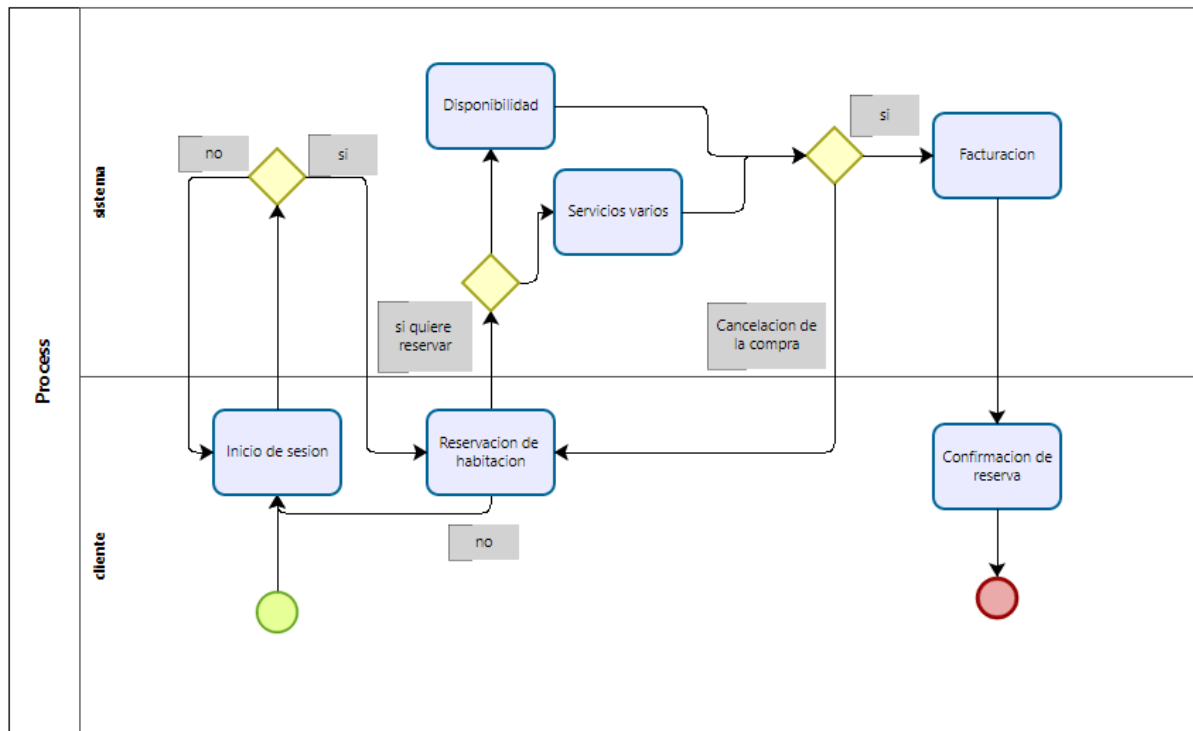 Process
sistema
cliente
no
si
Disponibilidad
Servicios varios
si
Facturacion
si quiere
reservar
Cancelacion de
la compra
Inicio de sesion
Reservacion de
habitacion
no
Confirmacion de
reserva